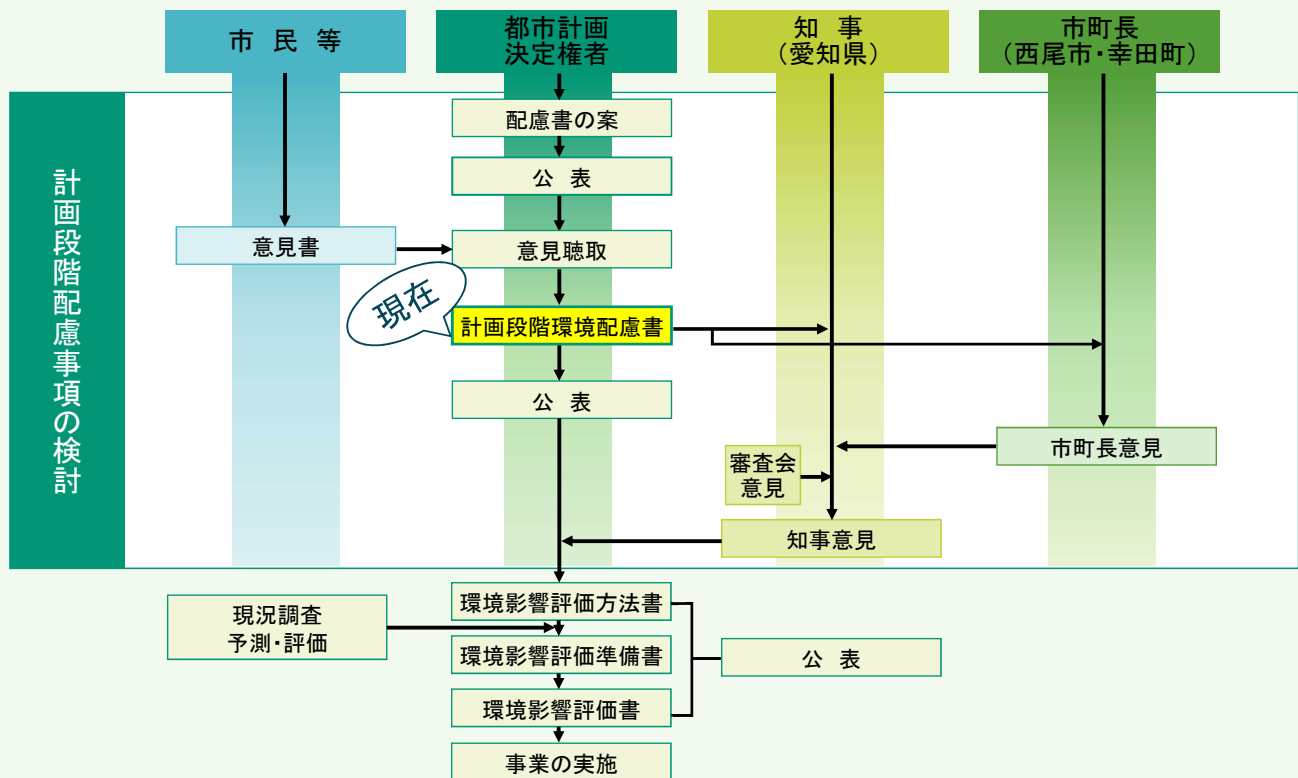 市 民 等
都市計画
決定権者
知 事
（愛知県）
市町長
（西尾市・幸田町）
計画段階配慮事項の検討
配慮書の案
公 表
意見書
意見聴取
現在
計画段階環境配慮書
公 表
市町長意見
審査会
意見
知事意見
環境影響評価方法書
現況調査
予測・評価
環境影響評価準備書
公 表
環境影響評価書
事業の実施